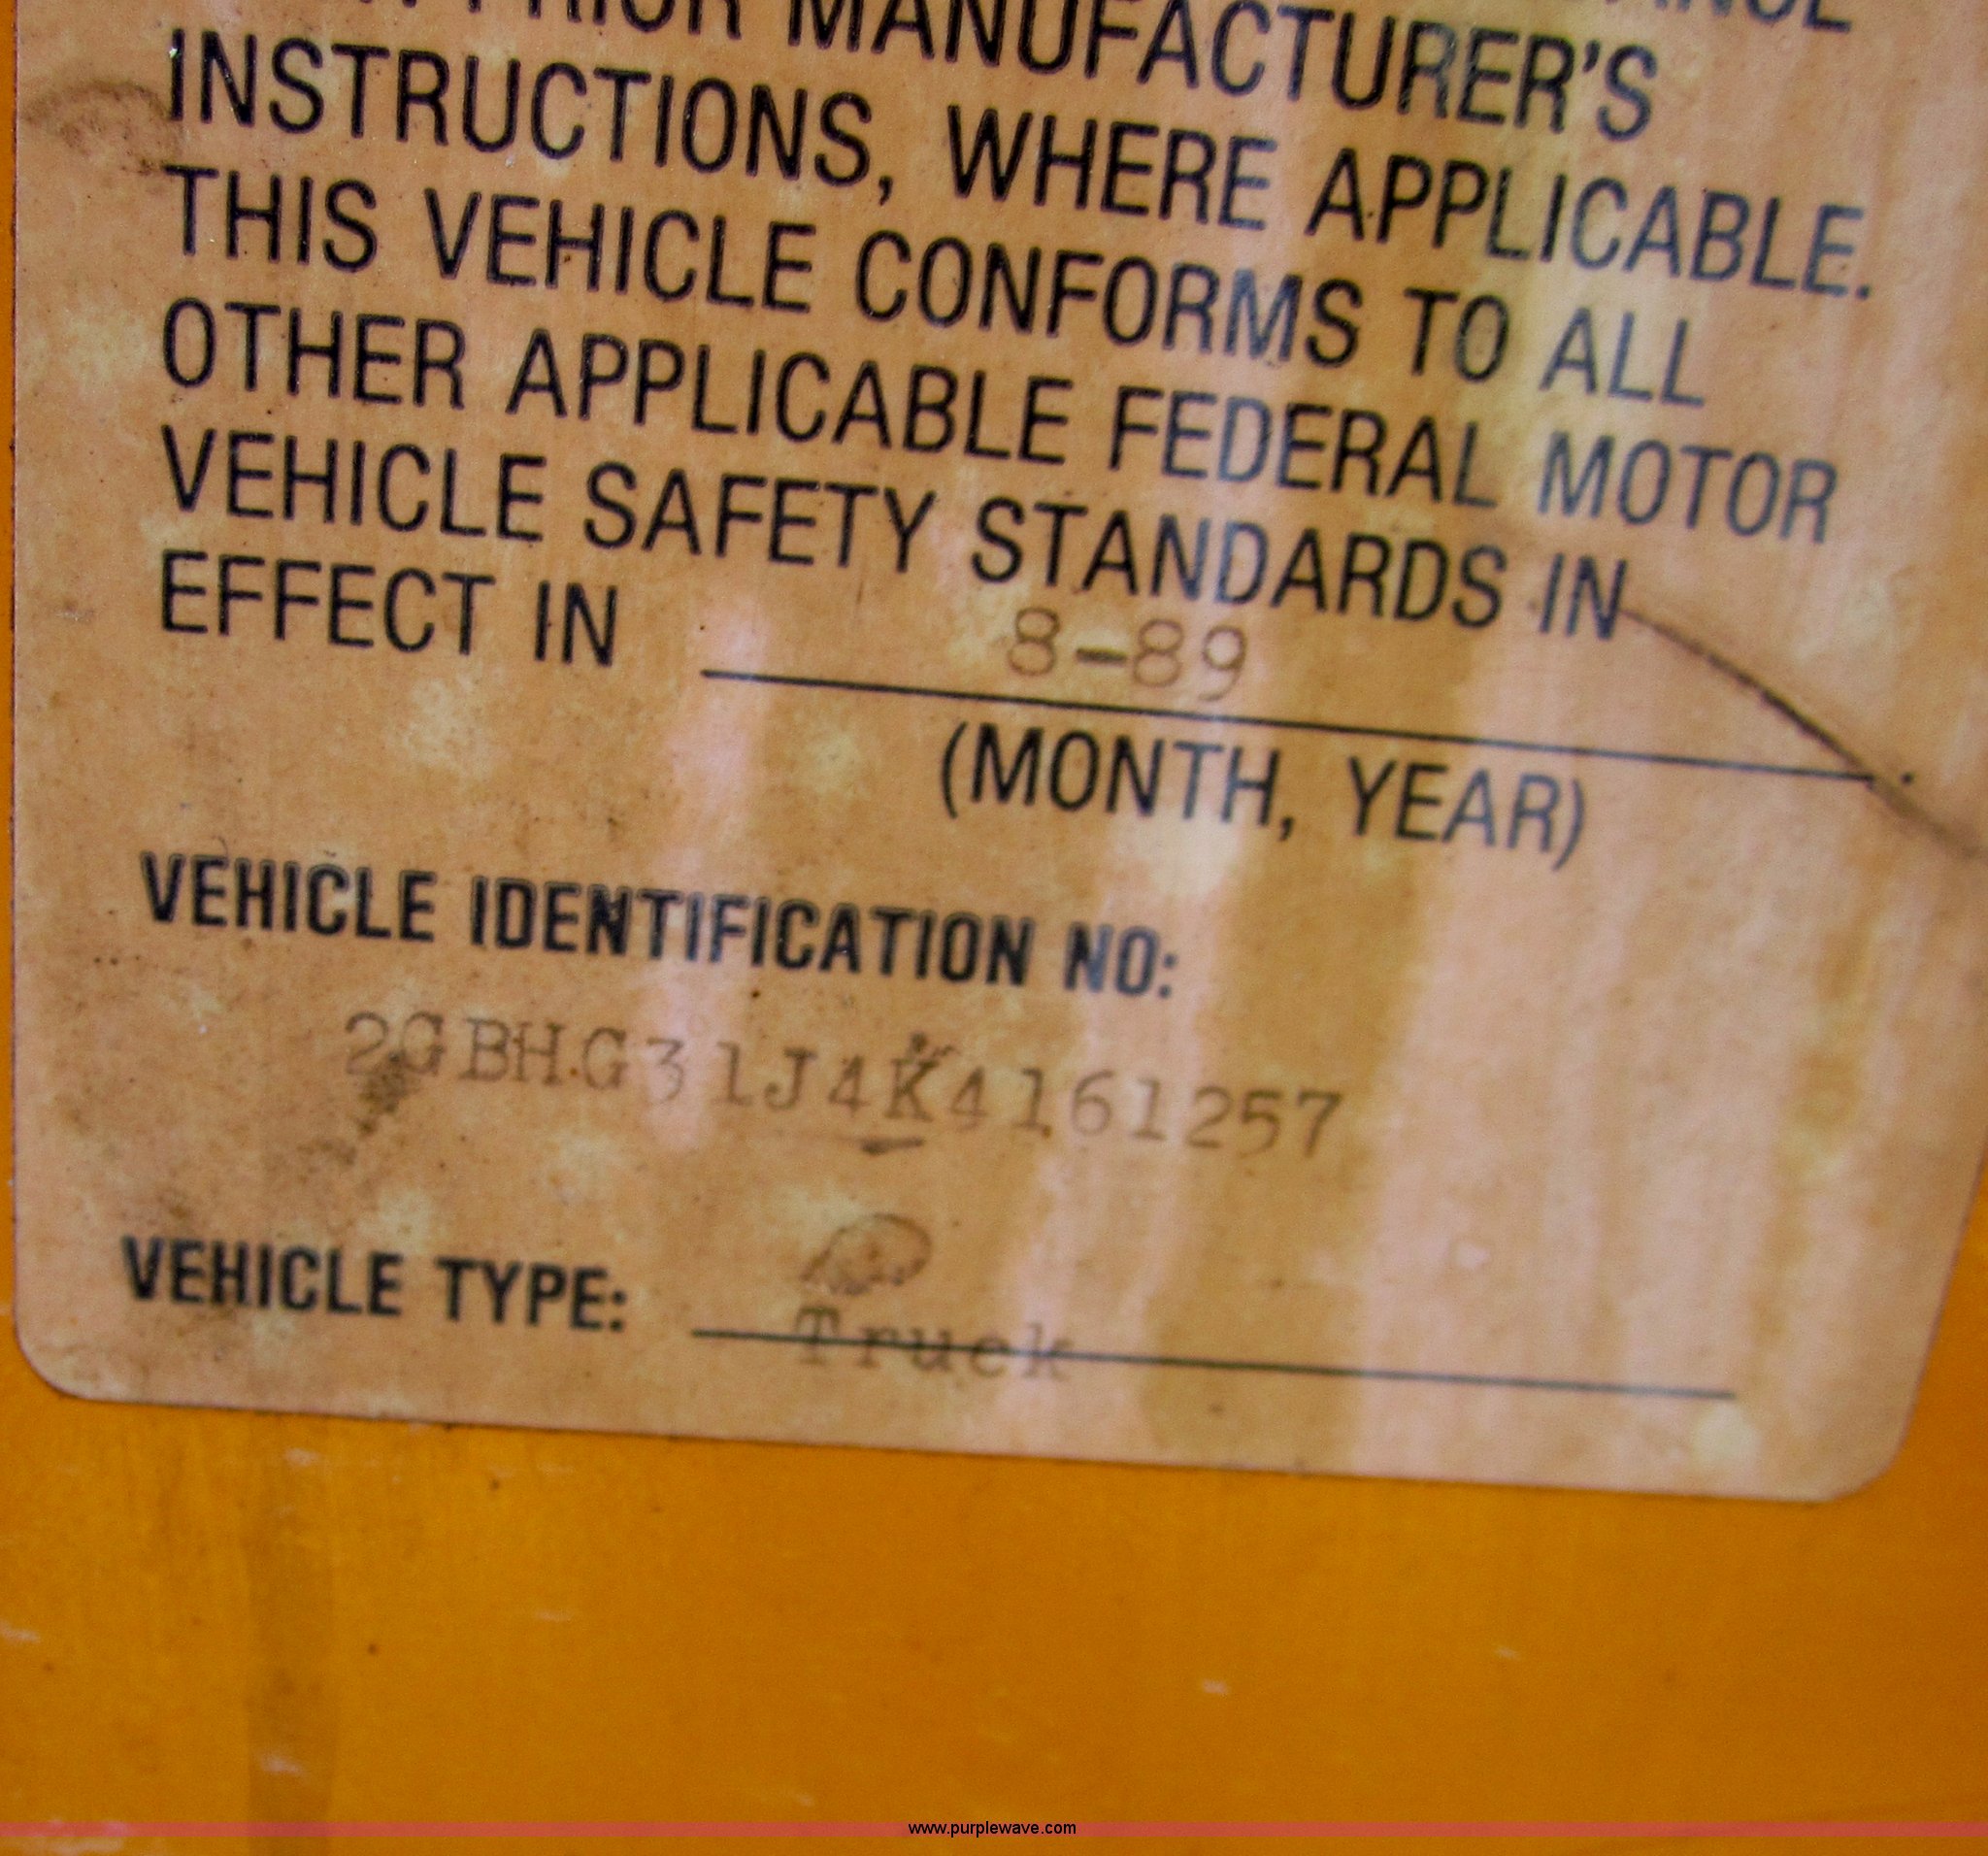 PRIOR MANUFACTURER'S
INSTRUCTIONS, WHERE APPLICABLE.
THIS VEHICLE CONFORMS TO ALL
OTHER APPLICABLE FEDERAL MOTOR
VEHICLE SAFETY STANDARDS IN
EFFECT IN 8-89.
(MONTH, YEAR)
VEHICLE IDENTIFICATION NO:
2GBHG31J4K4161257
VEHICLE TYPE: Truck
www.purplewave.com